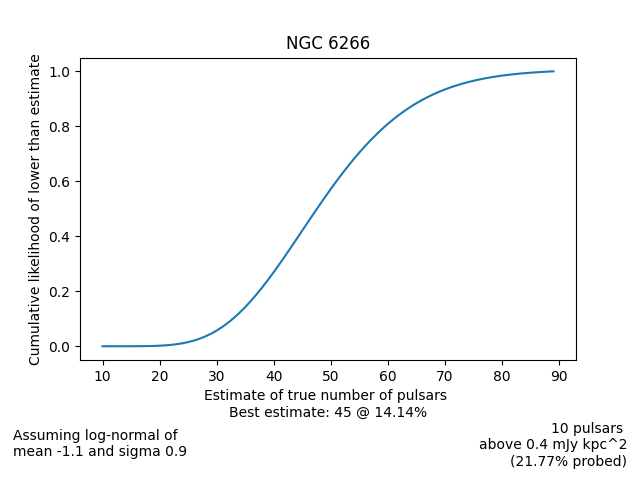 NGC 6266
Cumulative likelihood of lower than estimate
1.0
0.8
0.6
0.4
0.2
0.0
10 20 30 40 50 60 70 80 90
Estimate of true number of pulsars
Best estimate: 45 @ 14.14%
Assuming log-normal of
mean -1.1 and sigma 0.9
10 pulsars
above 0.4 mJy kpc^2
(21.77% probed)